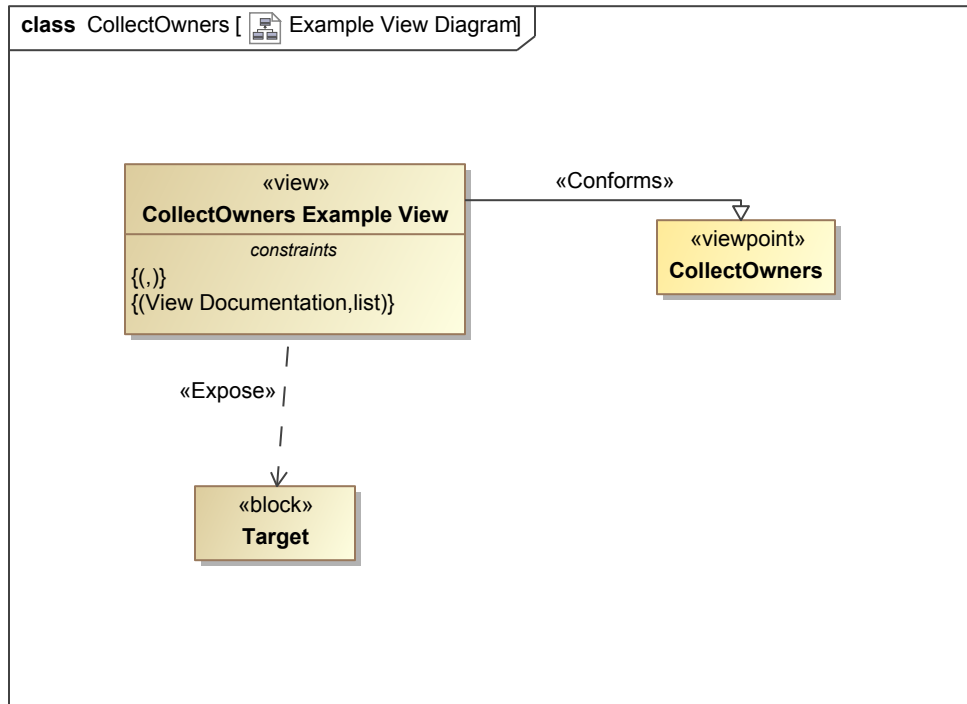 class CollectOwners [ Example View Diagram]
«view»
CollectOwners Example View
constraints
{(,)}
{(View Documentation,list)}
«Conforms»
«viewpoint»
CollectOwners
«Expose»
«block»
Target